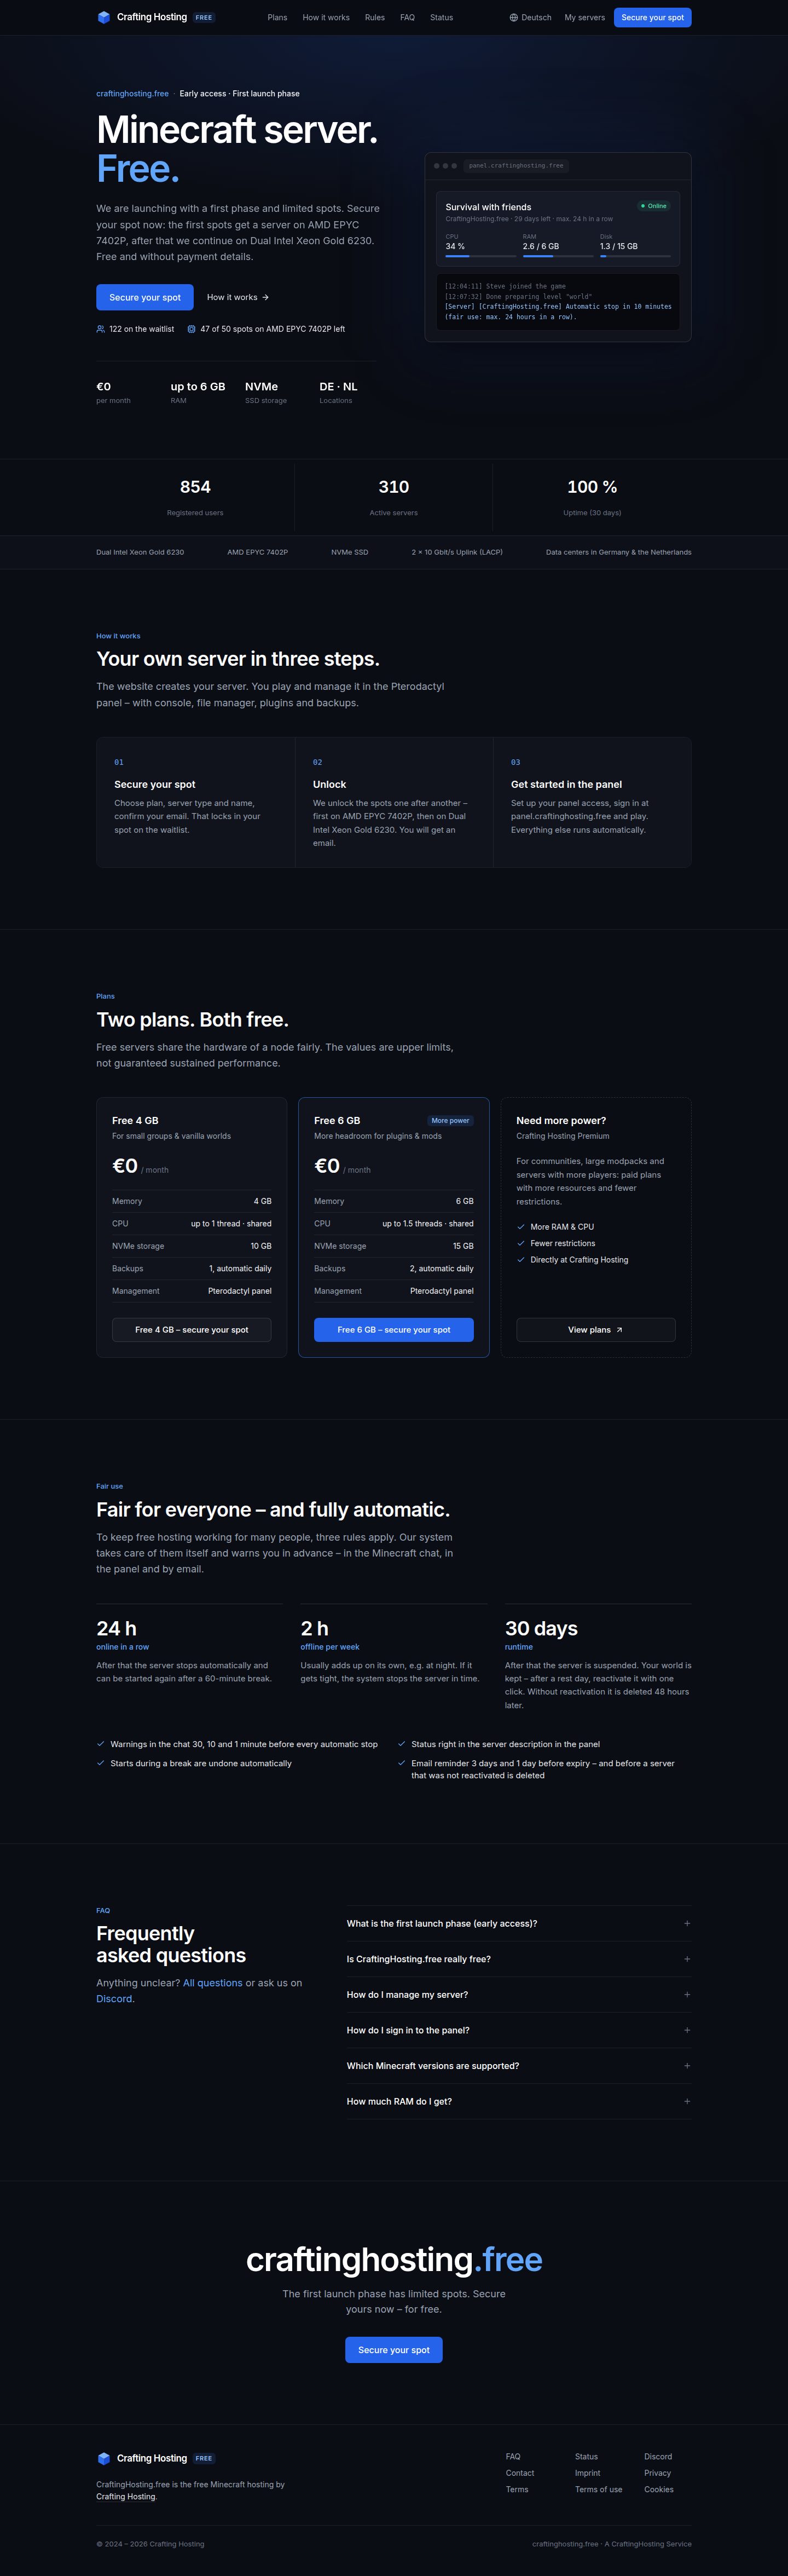 Crafting Hosting FREE Plans How it works Rules FAQ Status Deutsch My servers Secure your spot
craftinghosting.free · Early access · First launch phase
Minecraft server.
Free.
We are launching with a first phase and limited spots. Secure
your spot now: the first spots get a server on AMD EPYC
7402P, after that we continue on Dual Intel Xeon Gold 6230.
Free and without payment details.
Secure your spot How it works →
122 on the waitlist 47 of 50 spots on AMD EPYC 7402P left
€0 up to 6 GB NVMe DE · NL
per month RAM SSD storage Locations
panel.craftinghosting.free
Survival with friends Online
CraftingHosting.free · 29 days left · max. 24 h in a row
CPU RAM Disk
34 % 2.6 / 6 GB 1.3 / 15 GB
[12:04:11] Steve joined the game
[12:07:32] Done preparing level "world"
[Server] [CraftingHosting.free] Automatic stop in 10 minutes
(fair use: max. 24 hours in a row).
854 310 100 %
Registered users Active servers Uptime (30 days)
Dual Intel Xeon Gold 6230 AMD EPYC 7402P NVMe SSD 2 × 10 Gbit/s Uplink (LACP) Data centers in Germany & the Netherlands
How it works
Your own server in three steps.
The website creates your server. You play and manage it in the Pterodactyl
panel – with console, file manager, plugins and backups.
01
Secure your spot
Choose plan, server type and name,
confirm your email. That locks in your
spot on the waitlist.
02
Unlock
We unlock the spots one after another –
first on AMD EPYC 7402P, then on Dual
Intel Xeon Gold 6230. You will get an
email.
03
Get started in the panel
Set up your panel access, sign in at
panel.craftinghosting.free and play.
Everything else runs automatically.
Plans
Two plans. Both free.
Free servers share the hardware of a node fairly. The values are upper limits,
not guaranteed sustained performance.
Free 4 GB
For small groups & vanilla worlds
€0 / month
Memory 4 GB
CPU up to 1 thread · shared
NVMe storage 10 GB
Backups 1, automatic daily
Management Pterodactyl panel
Free 4 GB – secure your spot
Free 6 GB More power
More headroom for plugins & mods
€0 / month
Memory 6 GB
CPU up to 1.5 threads · shared
NVMe storage 15 GB
Backups 2, automatic daily
Management Pterodactyl panel
Free 6 GB – secure your spot
Need more power?
Crafting Hosting Premium
For communities, large modpacks and
servers with more players: paid plans
with more resources and fewer
restrictions.
More RAM & CPU
Fewer restrictions
Directly at Crafting Hosting
View plans ↗
Fair use
Fair for everyone – and fully automatic.
To keep free hosting working for many people, three rules apply. Our system
takes care of them itself and warns you in advance – in the Minecraft chat, in
the panel and by email.
24 h
online in a row
After that the server stops automatically and
can be started again after a 60-minute break.
2 h
offline per week
Usually adds up on its own, e.g. at night. If it
gets tight, the system stops the server in time.
30 days
runtime
After that the server is suspended. Your world is
kept – after a rest day, reactivate it with one
click. Without reactivation it is deleted 48 hours
later.
Warnings in the chat 30, 10 and 1 minute before every automatic stop
Status right in the server description in the panel
Starts during a break are undone automatically
Email reminder 3 days and 1 day before expiry – and before a server
that was not reactivated is deleted
FAQ
Frequently
asked questions
Anything unclear? All questions or ask us on
Discord.
What is the first launch phase (early access)? +
Is CraftingHosting.free really free? +
How do I manage my server? +
How do I sign in to the panel? +
Which Minecraft versions are supported? +
How much RAM do I get? +
craftinghosting.free
The first launch phase has limited spots. Secure
yours now – for free.
Secure your spot
Crafting Hosting FREE
CraftingHosting.free is the free Minecraft hosting by
Crafting Hosting.
FAQ Status Discord
Contact Imprint Privacy
Terms Terms of use Cookies
© 2024 – 2026 Crafting Hosting craftinghosting.free · A CraftingHosting Service